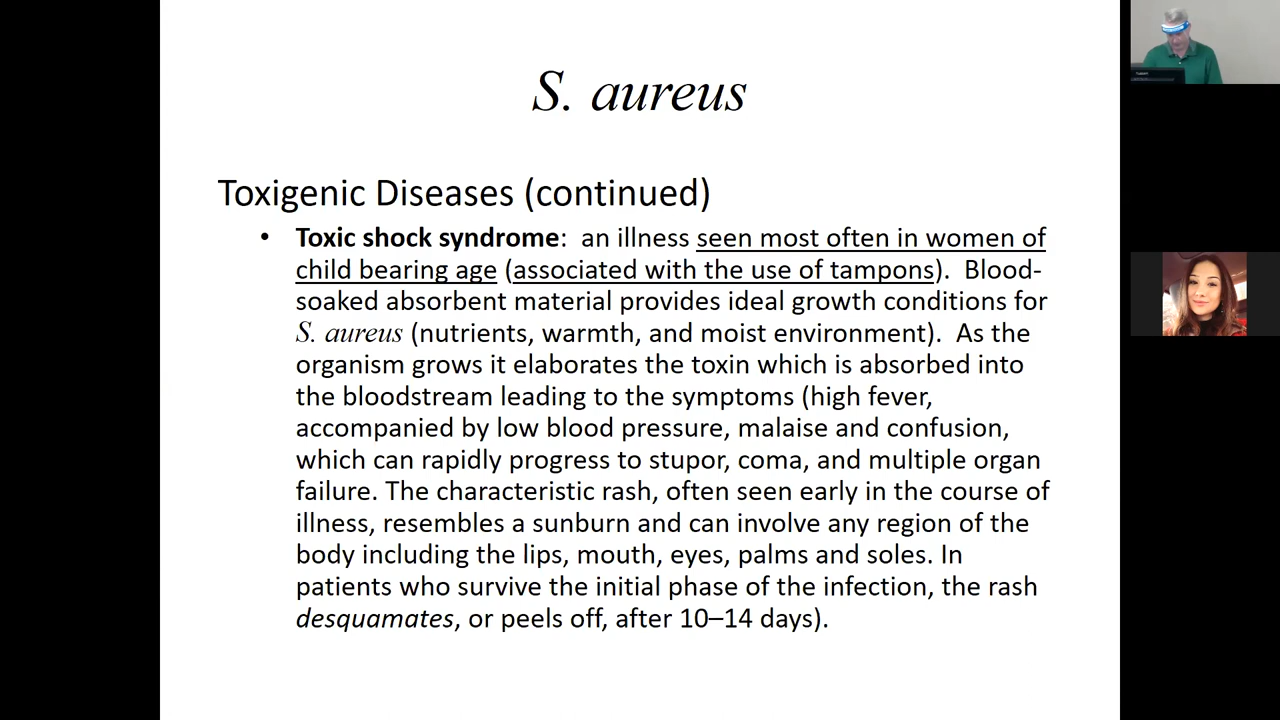 S. aureus
Toxigenic Diseases (continued)
• Toxic shock syndrome:  an illness seen most often in women of
child bearing age (associated with the use of tampons).  Blood-
soaked absorbent material provides ideal growth conditions for
S. aureus (nutrients, warmth, and moist environment).  As the
organism grows it elaborates the toxin which is absorbed into
the bloodstream leading to the symptoms (high fever,
accompanied by low blood pressure, malaise and confusion,
which can rapidly progress to stupor, coma, and multiple organ
failure. The characteristic rash, often seen early in the course of
illness, resembles a sunburn and can involve any region of the
body including the lips, mouth, eyes, palms and soles. In
patients who survive the initial phase of the infection, the rash
desquamates, or peels off, after 10–14 days).